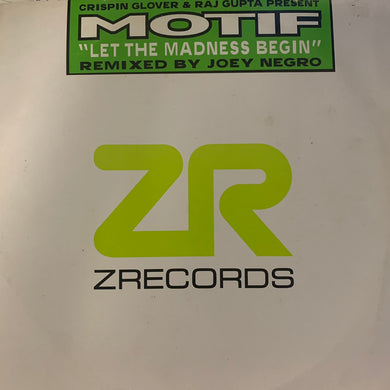 CRISPIN GLOVER & RAJ GUPTA PRESENT
MOTIF
"LET THE MADNESS BEGIN"
REMIXED BY JOEY NEGRO
ZR
ZRECORDS